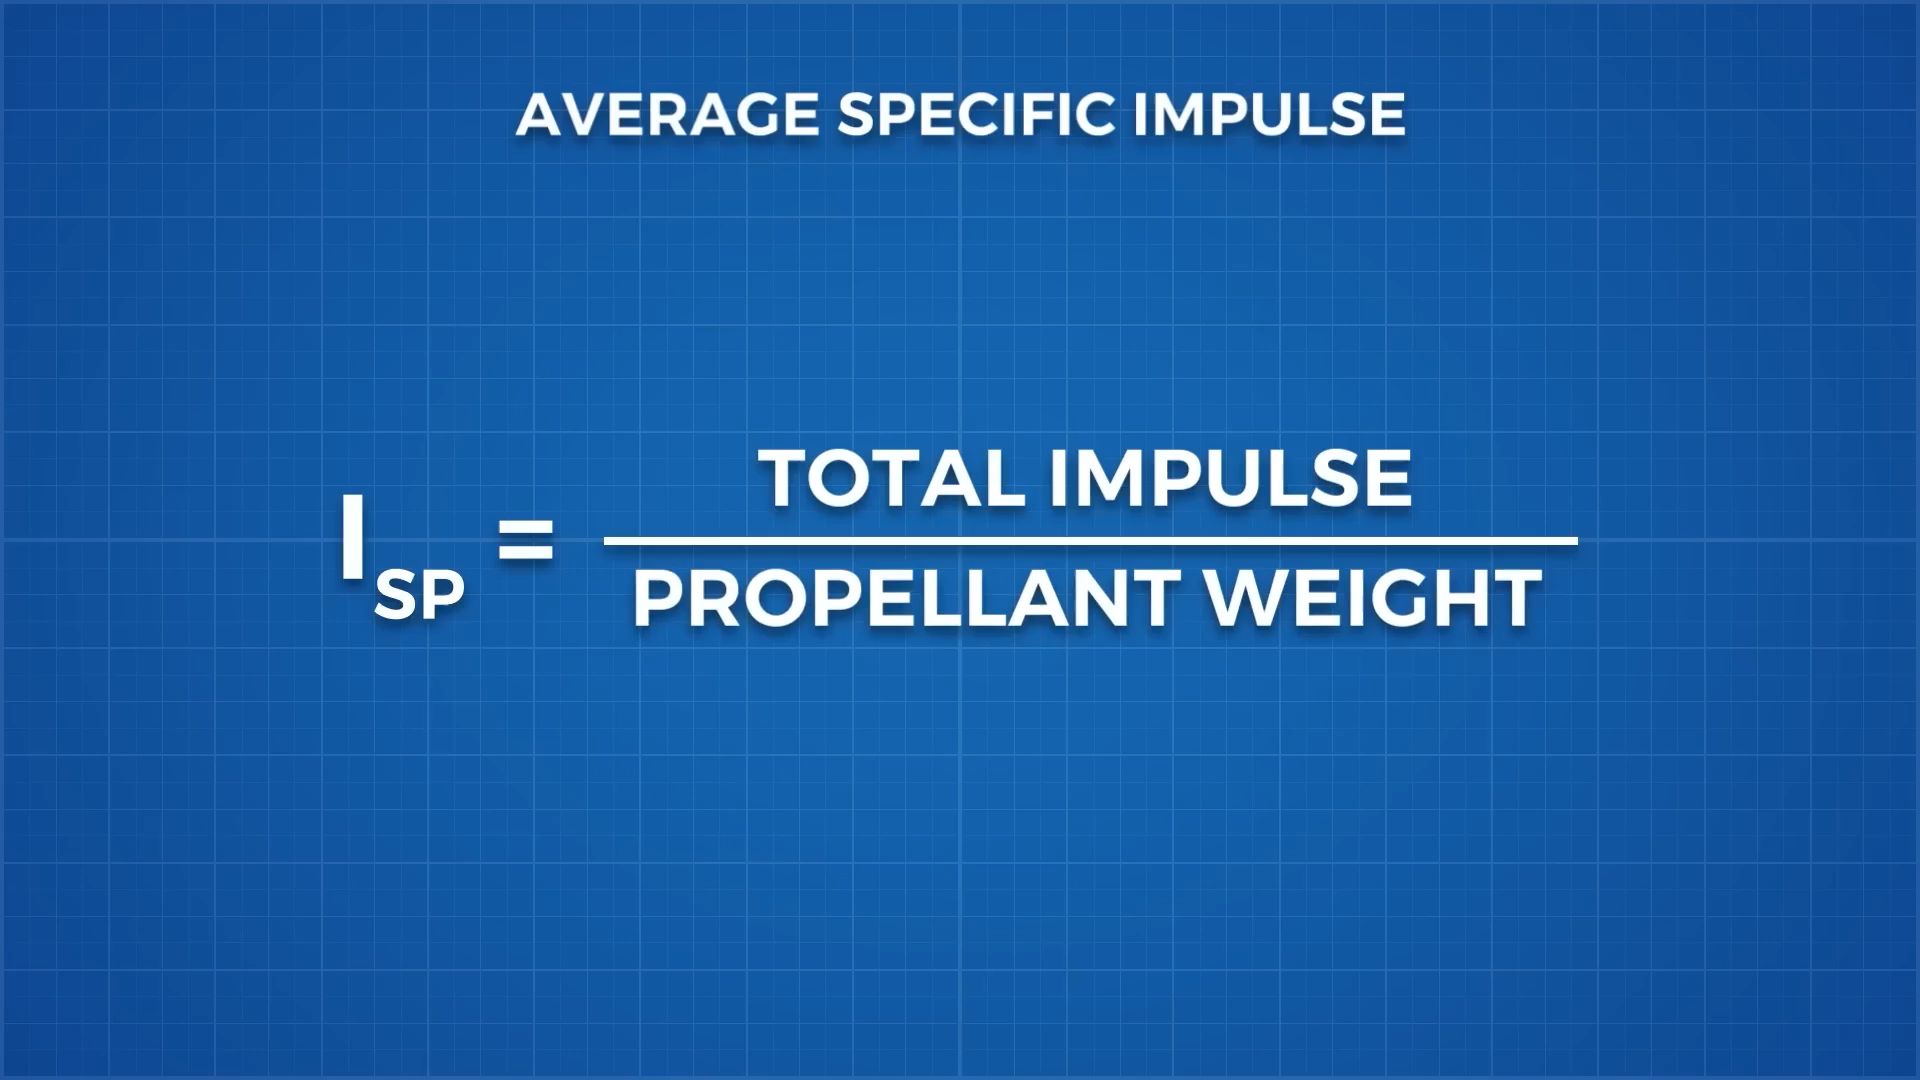 AVERAGE SPECIFIC IMPULSE
I SP = TOTAL IMPULSE
PROPELLANT WEIGHT